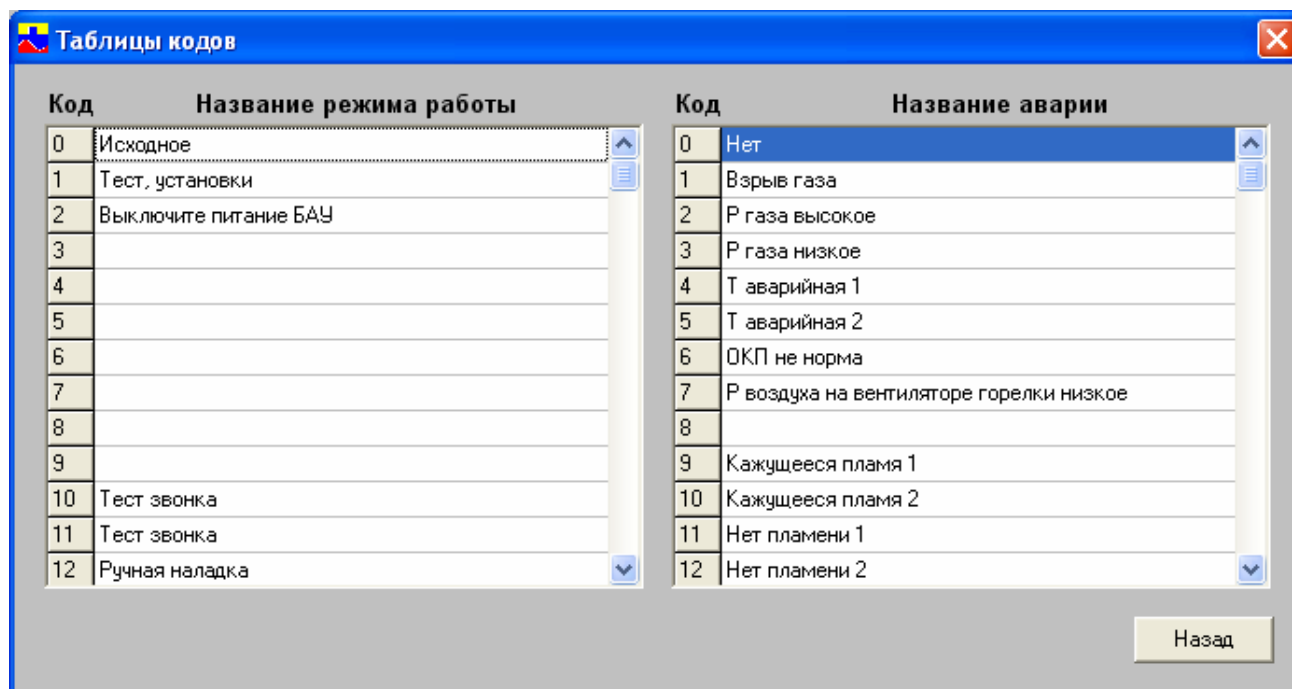 Таблицы кодов
Код Название режима работы
0 Исходное
1 Тест, установки
2 Выключите питание БАУ
3
4
5
6
7
8
9
10 Тест звонка
11 Тест звонка
12 Ручная наладка
Код Название аварии
0 Нет
1 Взрыв газа
2 Р газа высокое
3 Р газа низкое
4 Т аварийная 1
5 Т аварийная 2
6 ОКП не норма
7 Р воздуха на вентиляторе горелки низкое
8
9 Кажущееся пламя 1
10 Кажущееся пламя 2
11 Нет пламени 1
12 Нет пламени 2
Назад